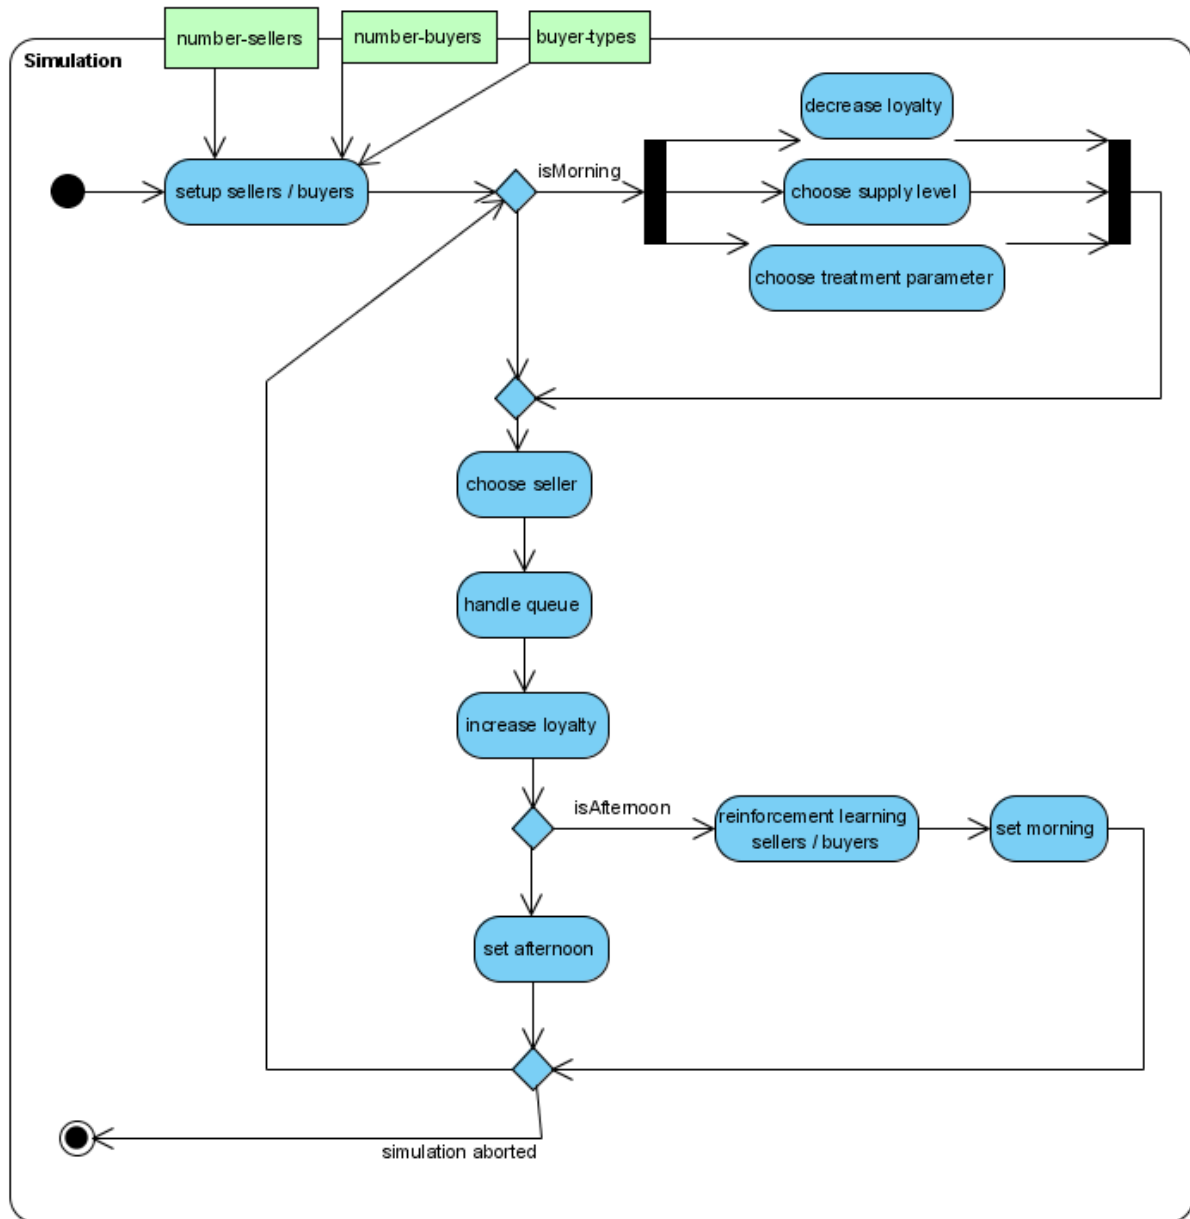 number-sellers
number-buyers
buyer-types
Simulation
decrease loyalty
isMorning
setup sellers / buyers
choose supply level
choose treatment parameter
choose seller
handle queue
increase loyalty
isAfternoon
reinforcement learning
sellers / buyers
set morning
set afternoon
simulation aborted